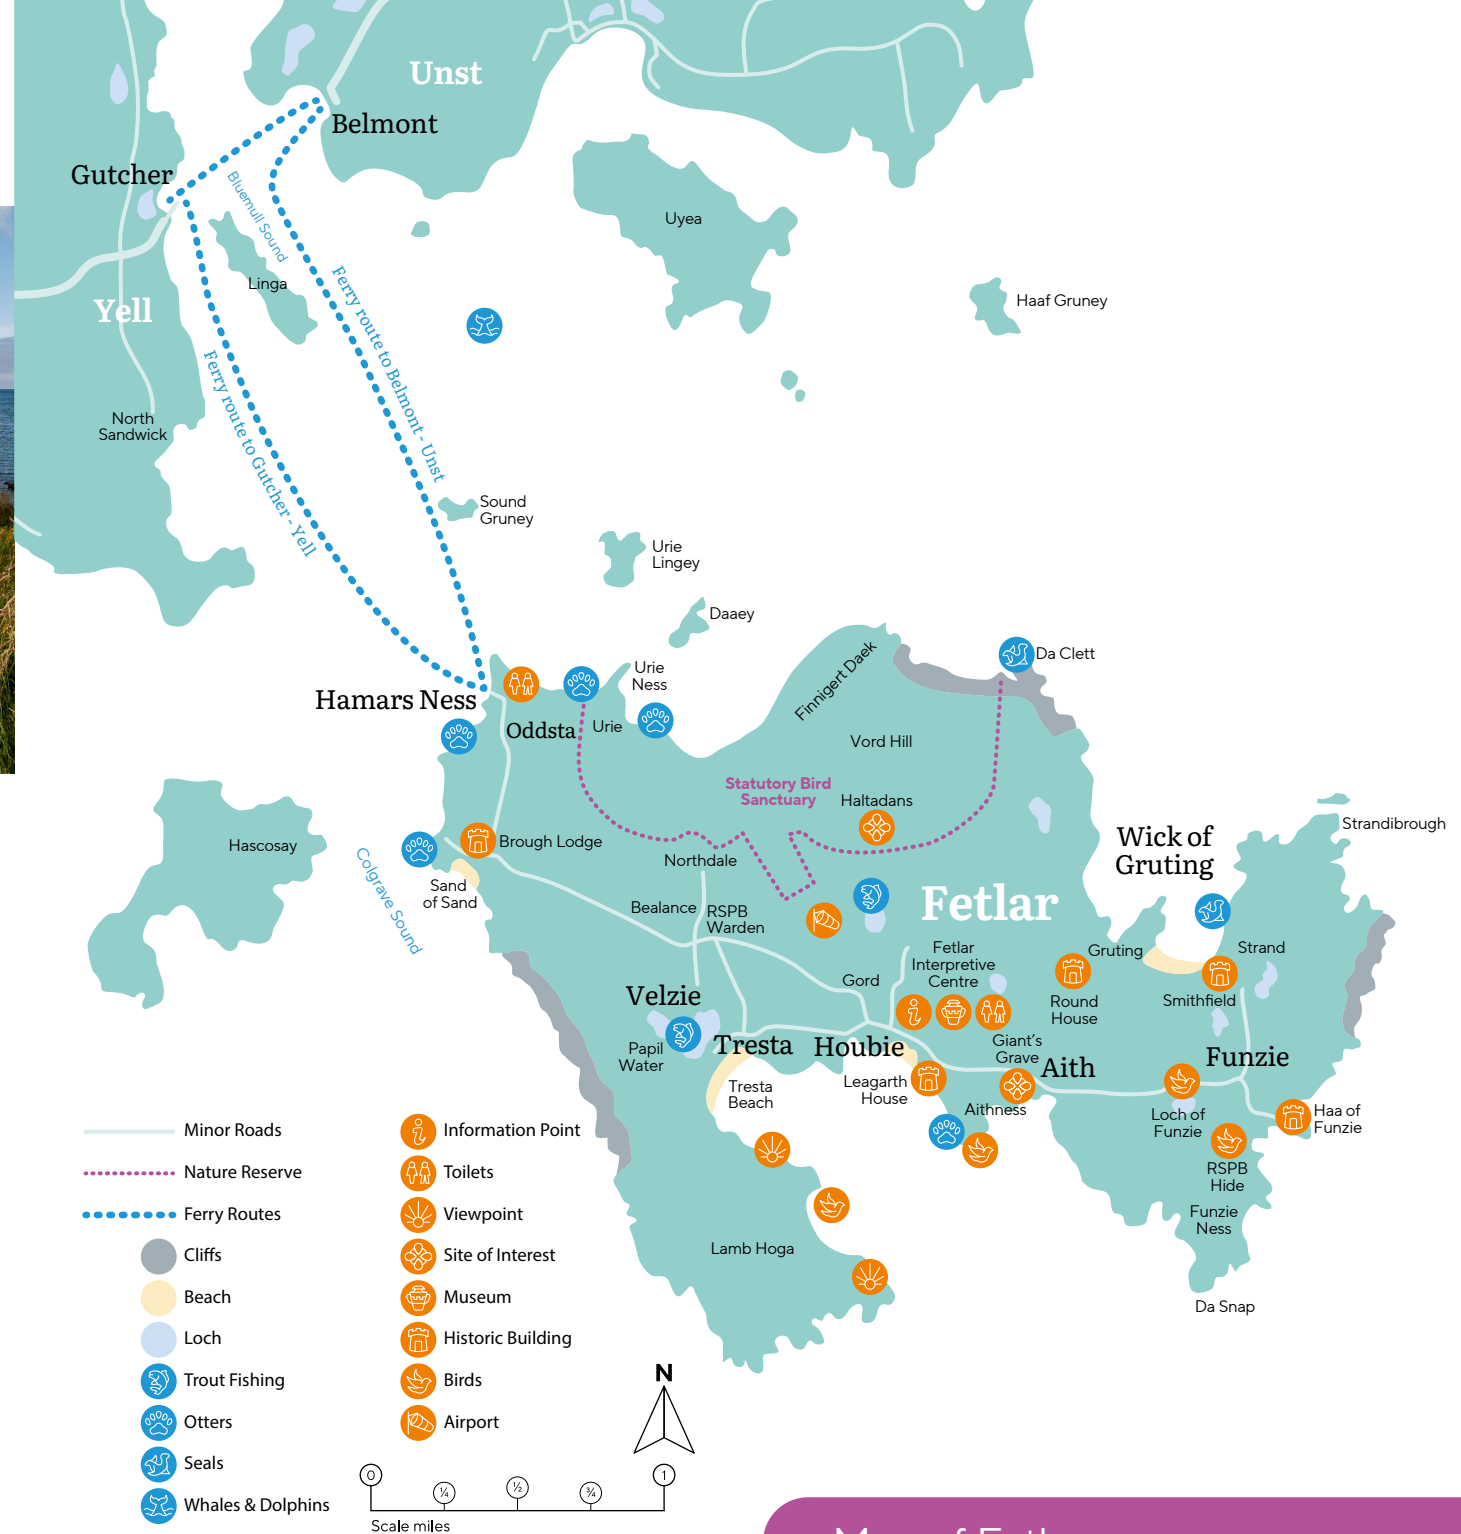 Unst
Belmont
Gutcher
Bluemull Sound
Uyea
Linga
Haaf Gruney
Yell
Ferry route to Belmont - Unst
Ferry route to Gutcher - Yell
North
Sandwick
Sound
Gruney
Urie
Lingey
Daaey
Finnigert Daek
Da Clett
Urie
Ness
Hamars Ness
Oddsta
Urie
Vord Hill
Statutory Bird
Sanctuary
Haltadans
Strandibrough
Wick of
Gruting
Hascosay
Brough Lodge
Colgrave Sound
Northdale
Sand
of Sand
Fetlar
Bealance
RSPB
Warden
Fetlar
Interpretive
Centre
Gruting
Strand
Gord
Velzie
Round
House
Smithfield
Papil
Water
Tresta
Houbie
Giant's
Grave
Aith
Funzie
Tresta
Beach
Leagarth
House
Aithness
Loch of
Funzie
Haa of
Funzie
RSPB
Hide
Funzie
Ness
Lamb Hoga
Da Snap
Minor Roads
Nature Reserve
Ferry Routes
Cliffs
Beach
Loch
Trout Fishing
Otters
Seals
Whales & Dolphins
Information Point
Toilets
Viewpoint
Site of Interest
Museum
Historic Building
Birds
Airport
N
0 ¼ ½ ¾ 1
Scale miles